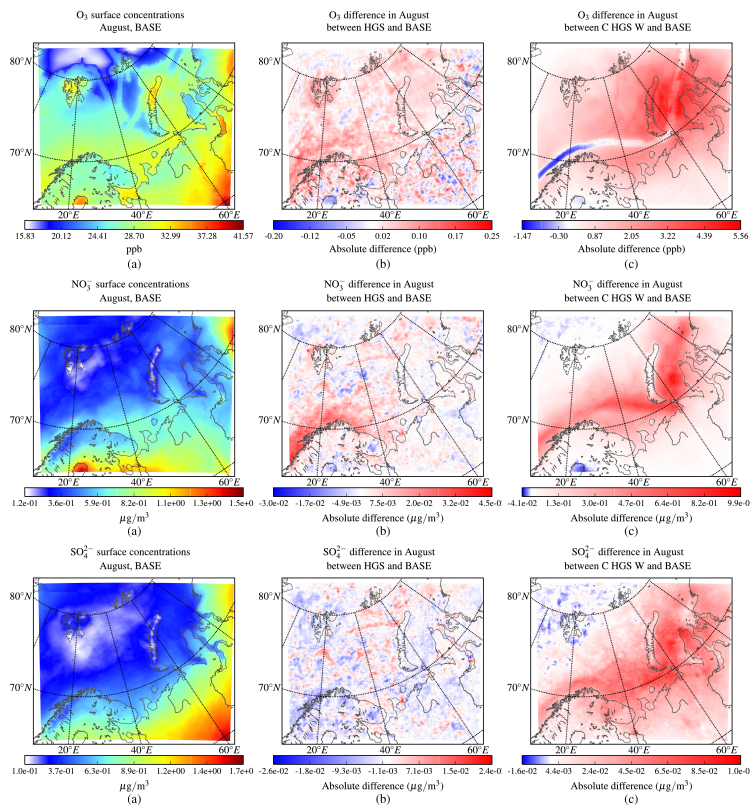 O₃ surface concentrations
August, BASE
O₃ difference in August
between HGS and BASE
O₃ difference in August
between C HGS W and BASE
80°N
70°N
20°E 40°E 60°E
80°N
70°N
20°E 40°E 60°E
80°N
70°N
20°E 40°E 60°E
15.83 20.12 24.41 28.70 32.99 37.28 41.57
ppb
(a)
-0.20 -0.12 -0.05 0.02 0.10 0.17 0.25
Absolute difference (ppb)
(b)
-1.47 -0.30 0.87 2.05 3.22 4.39 5.56
Absolute difference (ppb)
(c)
NO₃⁻ surface concentrations
August, BASE
NO₃⁻ difference in August
between HGS and BASE
NO₃⁻ difference in August
between C HGS W and BASE
80°N
70°N
20°E 40°E 60°E
80°N
70°N
20°E 40°E 60°E
80°N
70°N
20°E 40°E 60°E
1.2e-01 3.6e-01 5.9e-01 8.2e-01 1.1e+00 1.3e+00 1.5e+0
μg/m³
(a)
-3.0e-02 -1.7e-02 -4.9e-03 7.5e-03 2.0e-02 3.2e-02 4.5e-0
Absolute difference (μg/m³)
(b)
-4.1e-02 1.3e-01 3.0e-01 4.7e-01 6.4e-01 8.2e-01 9.9e-0
Absolute difference (μg/m³)
(c)
SO₄²⁻ surface concentrations
August, BASE
SO₄²⁻ difference in August
between HGS and BASE
SO₄²⁻ difference in August
between C HGS W and BASE
80°N
70°N
20°E 40°E 60°E
80°N
70°N
20°E 40°E 60°E
80°N
70°N
20°E 40°E 60°E
1.0e-01 3.7e-01 6.3e-01 8.9e-01 1.2e+00 1.4e+00 1.7e+0
μg/m³
(a)
-2.6e-02 -1.8e-02 -9.3e-03 -1.1e-03 7.1e-03 1.5e-02 2.4e-0
Absolute difference (μg/m³)
(b)
-1.6e-02 4.4e-03 2.5e-02 4.5e-02 6.5e-02 8.5e-02 1.0e-0
Absolute difference (μg/m³)
(c)